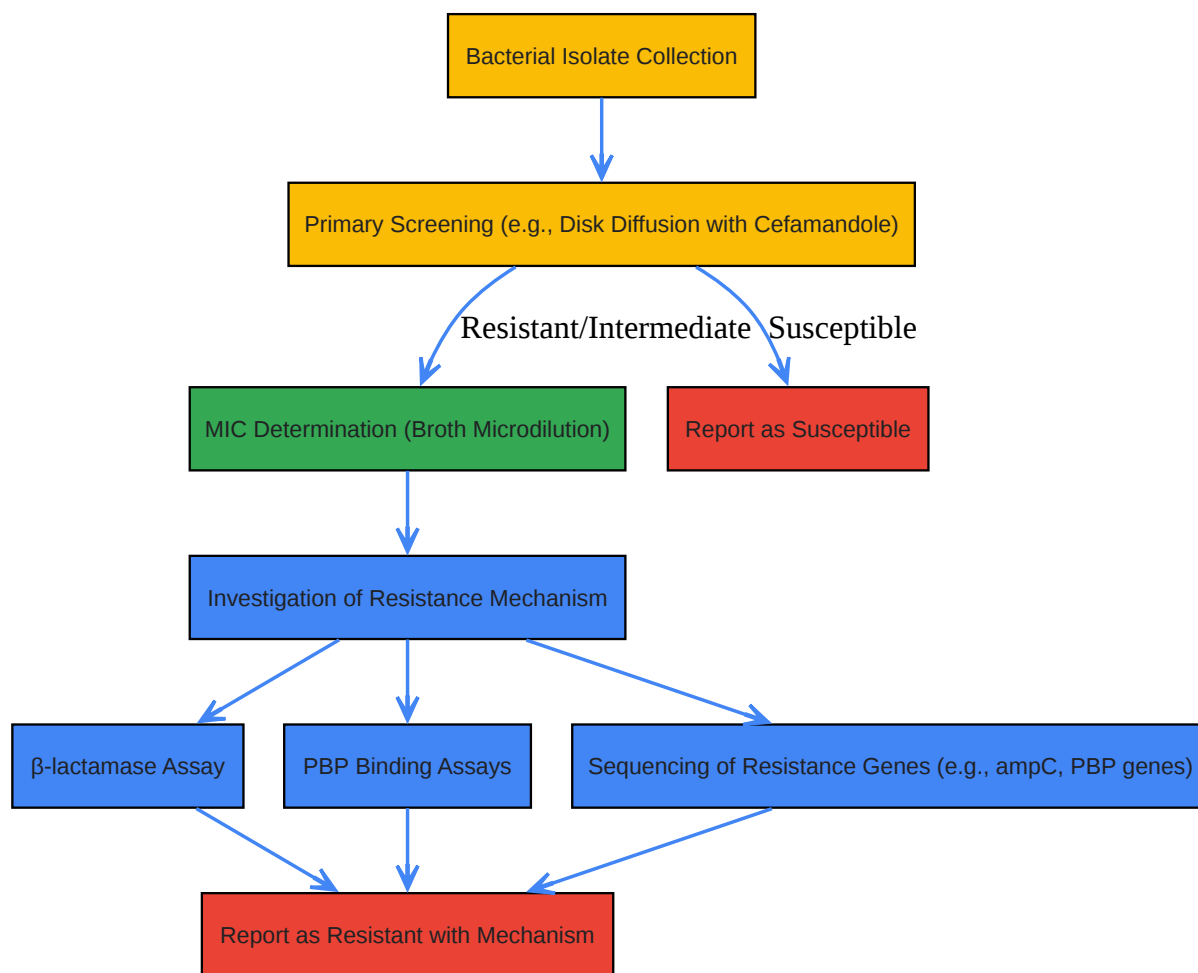 Bacterial Isolate Collection
Primary Screening (e.g., Disk Diffusion with Cefamandole)
Resistant/Intermediate
Susceptible
MIC Determination (Broth Microdilution)
Report as Susceptible
Investigation of Resistance Mechanism
β-lactamase Assay
PBP Binding Assays
Sequencing of Resistance Genes (e.g., ampC, PBP genes)
Report as Resistant with Mechanism